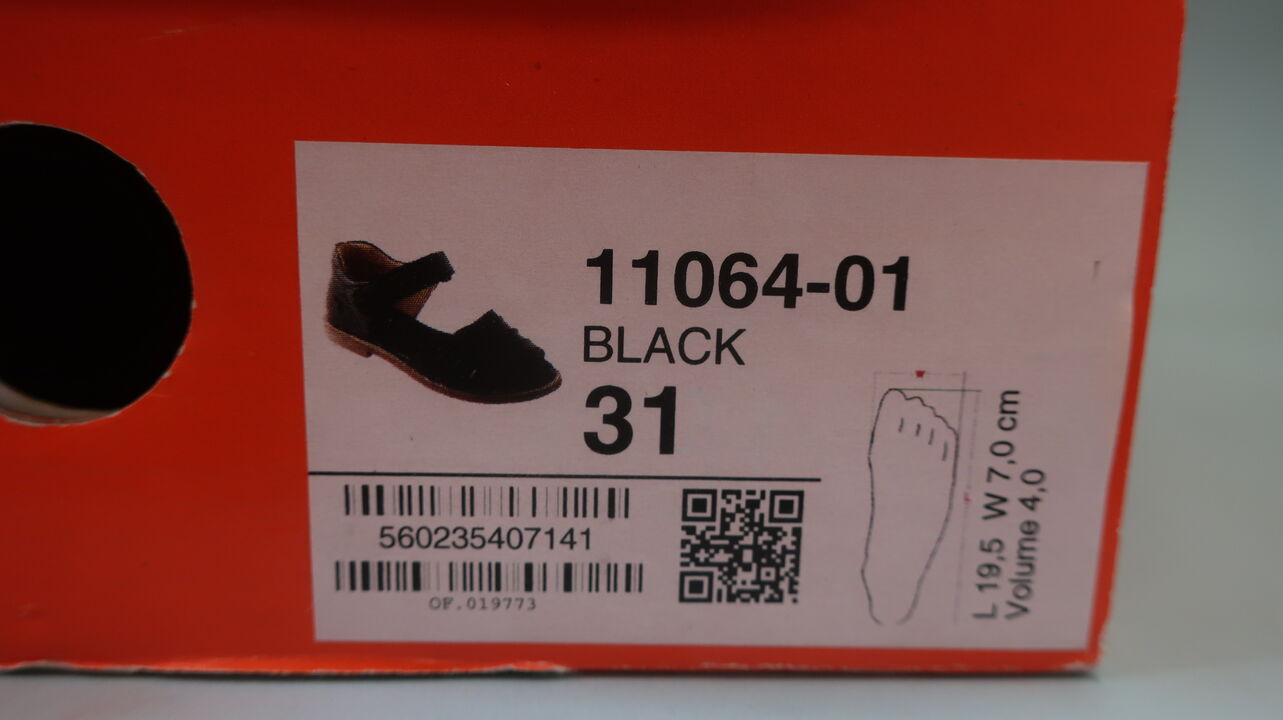 11064-01
BLACK
31
560235407141
OF.019773
L 19,5 W 7,0 cm
Volume 4,0